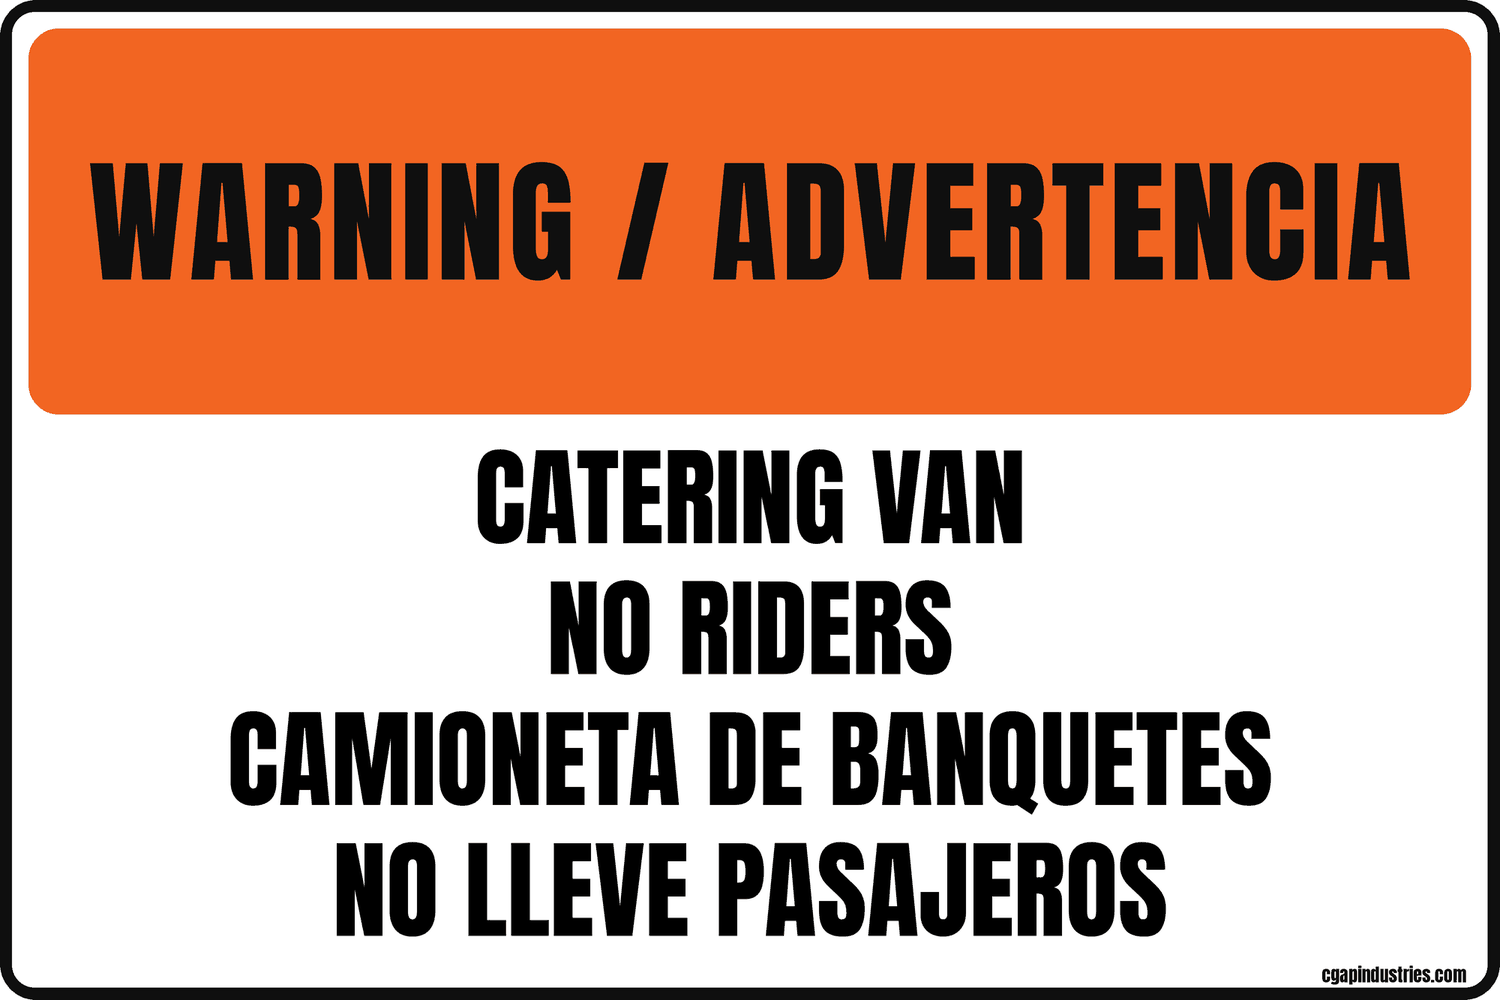 WARNING / ADVERTENCIA
CATERING VAN
NO RIDERS
CAMIONETA DE BANQUETES
NO LLEVE PASAJEROS
cgapindustries.com